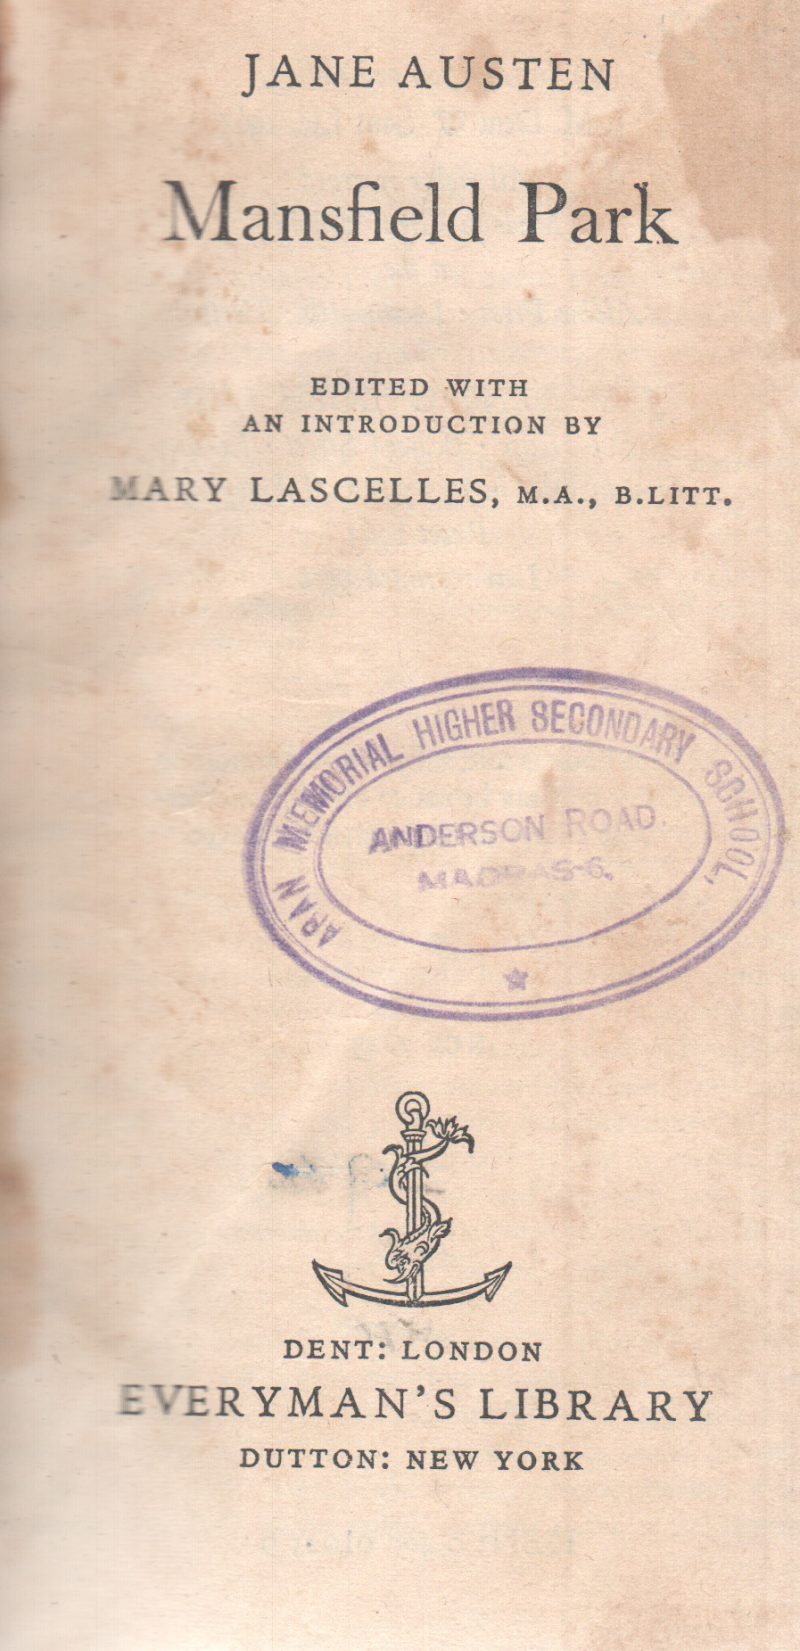 JANE AUSTEN
Mansfield Park
EDITED WITH
AN INTRODUCTION BY
MARY LASCELLES, M.A., B.LITT.
ARAN MEMORIAL HIGHER SECONDARY SCHOOL,
ANDERSON ROAD.
MADRAS-6.
DENT: LONDON
EVERYMAN'S LIBRARY
DUTTON: NEW YORK